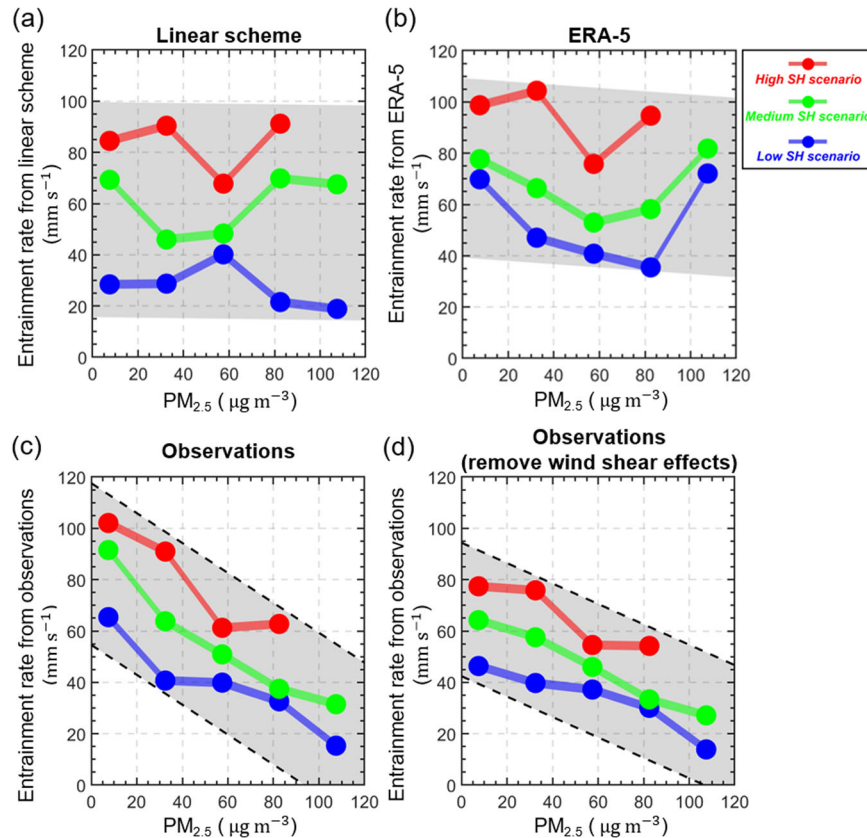 (a)
Linear scheme
Entrainment rate from linear scheme
(mm s⁻¹)
120
100
80
60
40
20
0
0 20 40 60 80 100 120
PM₂.₅ ( μg m⁻³)
(b)
ERA-5
Entrainment rate from ERA-5
(mm s⁻¹)
120
100
80
60
40
20
0
0 20 40 60 80 100 120
PM₂.₅ ( μg m⁻³)
High SH scenario
Medium SH scenario
Low SH scenario
(c)
Observations
Entrainment rate from observations
(mm s⁻¹)
120
100
80
60
40
20
0
0 20 40 60 80 100 120
PM₂.₅ ( μg m⁻³)
(d)
Observations
(remove wind shear effects)
Entrainment rate from observations
(mm s⁻¹)
120
100
80
60
40
20
0
0 20 40 60 80 100 120
PM₂.₅ ( μg m⁻³)